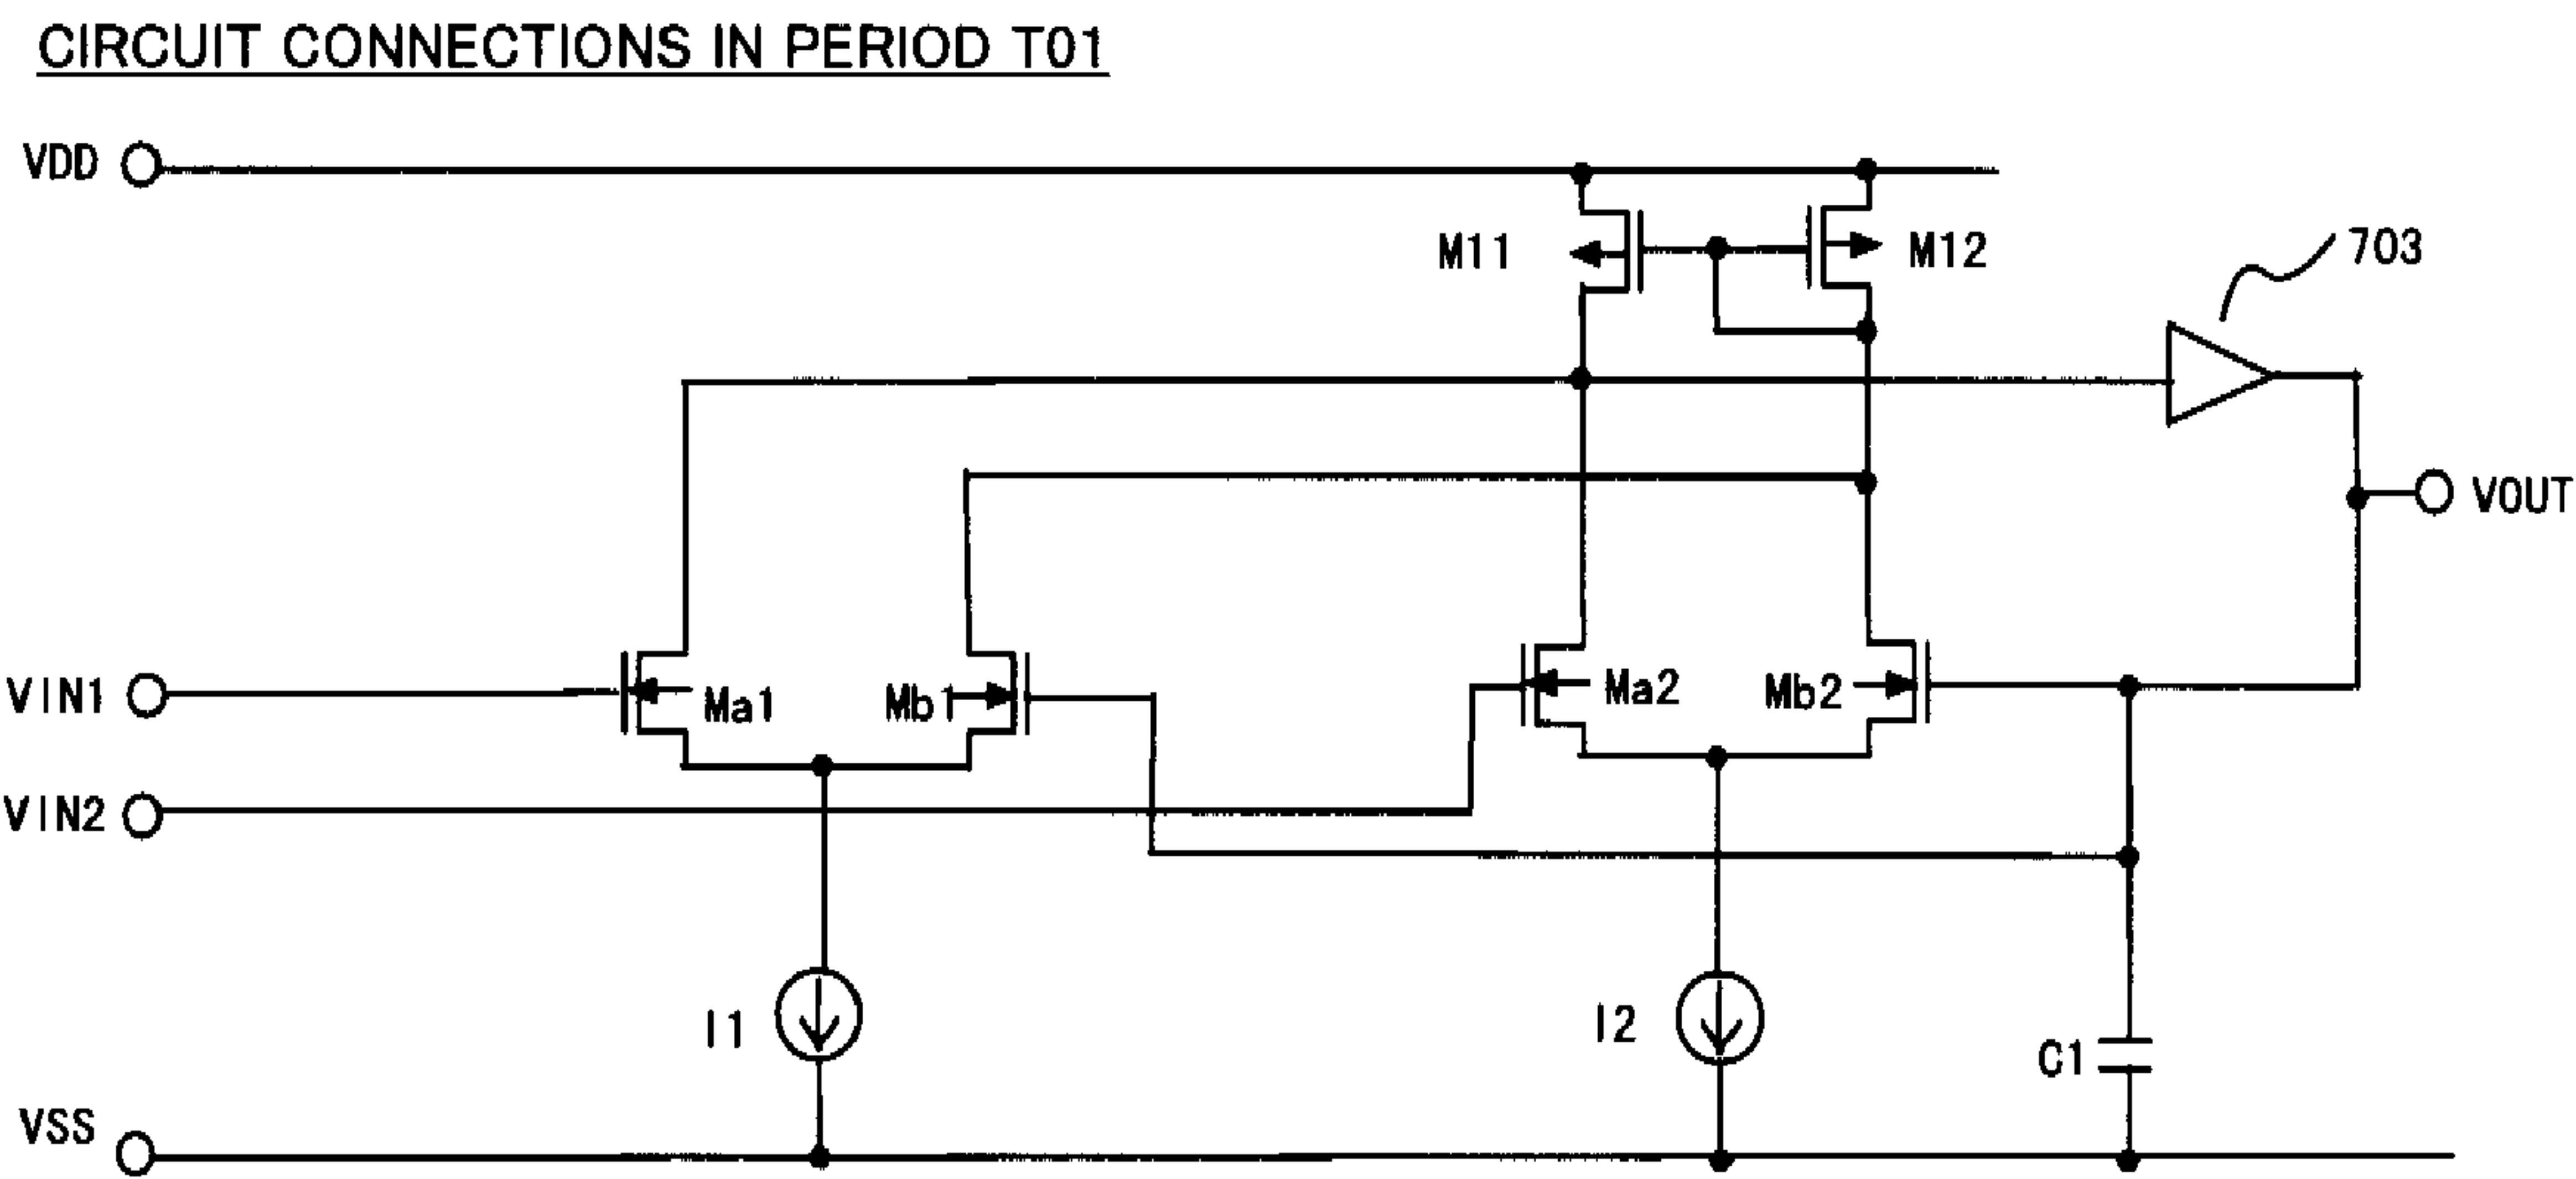 CIRCUIT CONNECTIONS IN PERIOD T01
VDD
M11
M12
703
VOUT
VIN1
Ma1
Mb1
Ma2
Mb2
VIN2
I1
I2
C1
VSS